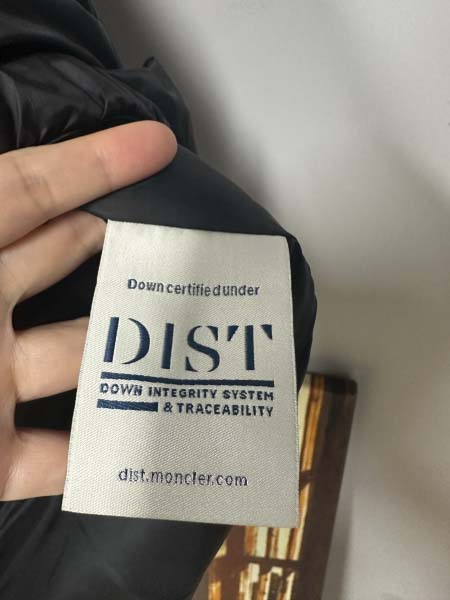 Down certified under
DIST
DOWN INTEGRITY SYSTEM
& TRACEABILITY
dist.moncler.com